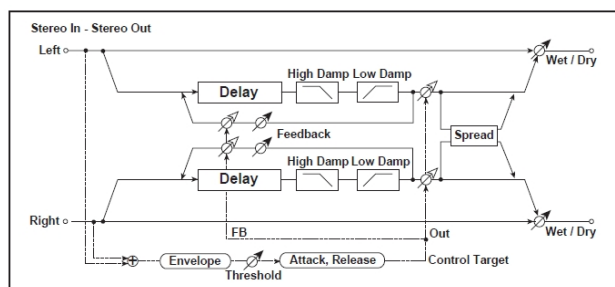 Stereo In - Stereo Out
Left
Wet / Dry
High Damp Low Damp
Delay
Feedback
Spread
High Damp Low Damp
Delay
Right
FB
Out
Wet / Dry
Envelope
Threshold
Attack, Release
Control Target